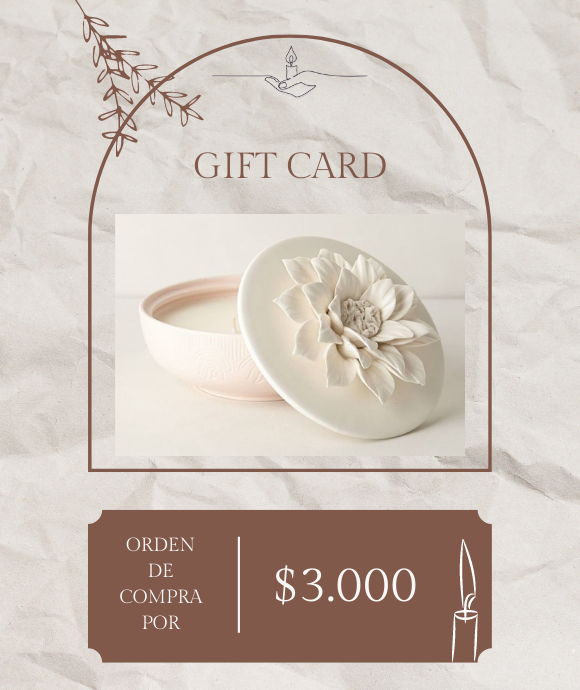 GIFT CARD
ORDEN
DE
COMPRA
POR
$3.000